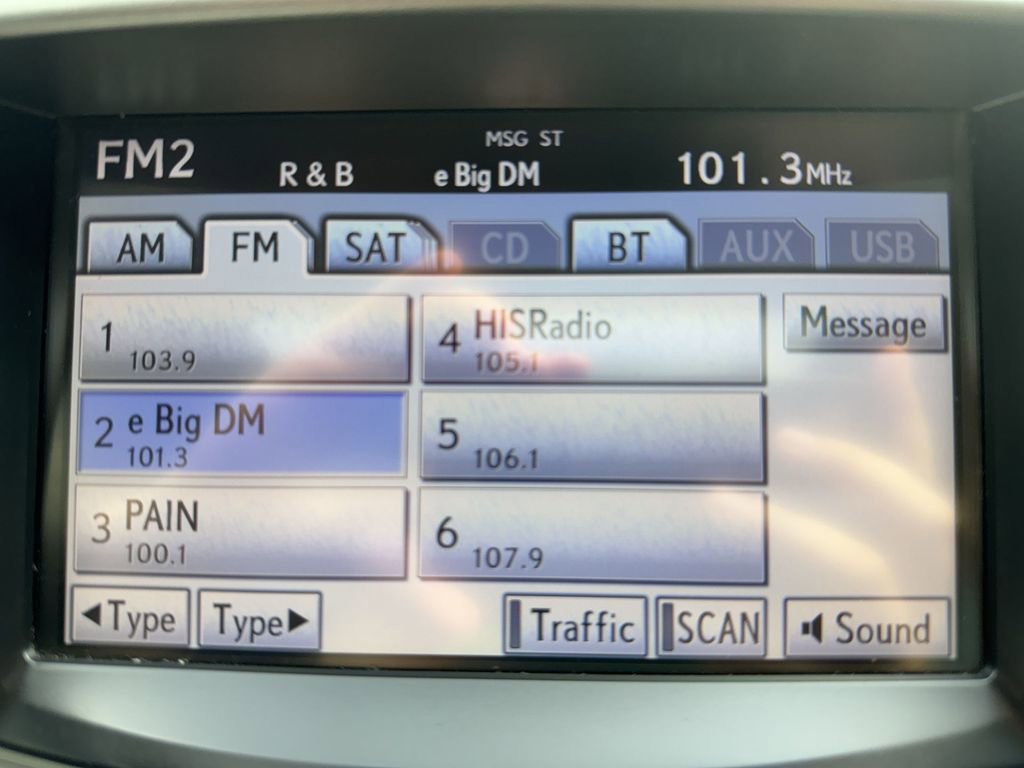 MSG ST
FM2 R & B e Big DM 101.3MHz
AM FM SAT CD BT AUX USB
1 103.9
4 HISRadio 105.1
Message
2 e Big DM 101.3
5 106.1
3 PAIN 100.1
6 107.9
◀Type Type▶ Traffic SCAN Sound